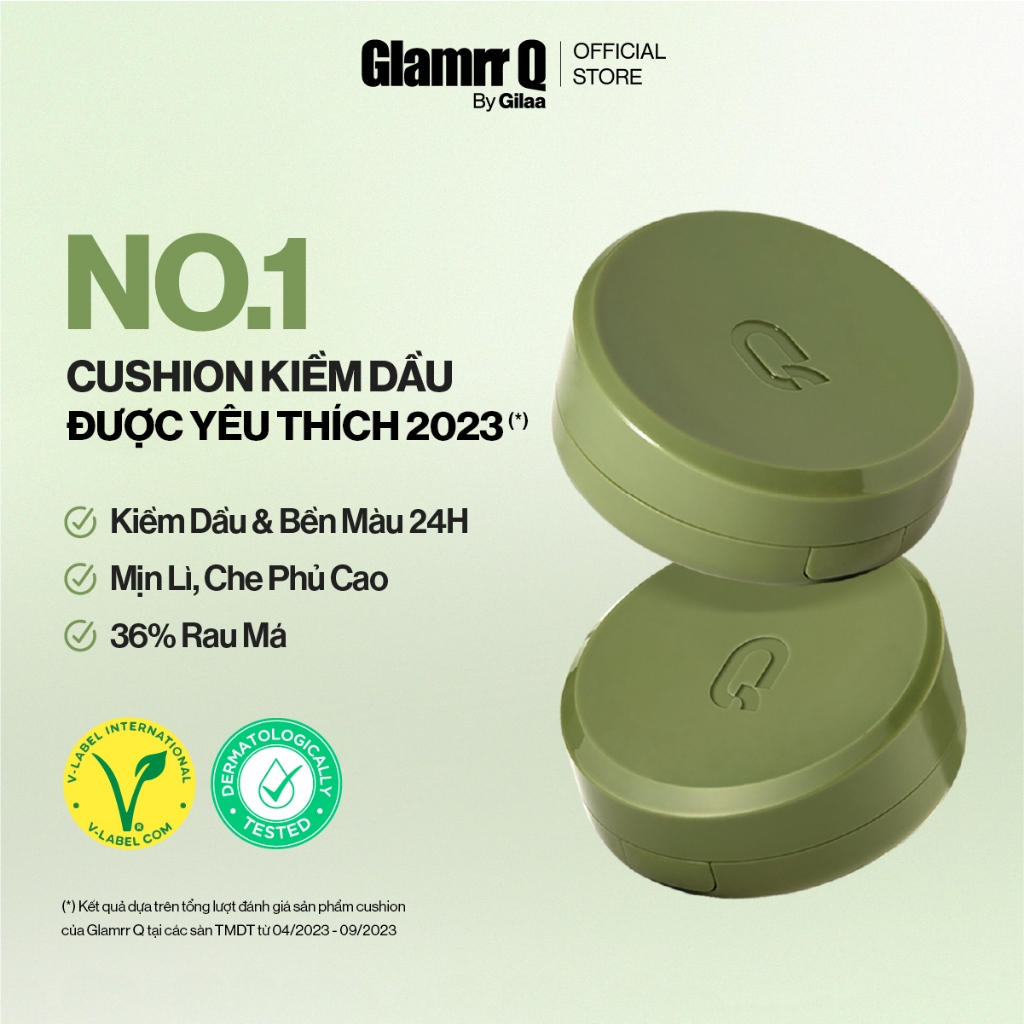 Glamrr Q
By Gilaa
OFFICIAL
STORE
NO.1
CUSHION KIỀM DẦU
ĐƯỢC YÊU THÍCH 2023 (*)
Kiềm Dầu & Bền Màu 24H
Mịn Lì, Che Phủ Cao
36% Rau Má
V-LABEL INTERNATIONAL
V-LABEL.COM
DERMATOLOGICALLY
TESTED
(*) Kết quả dựa trên tổng lượt đánh giá sản phẩm cushion
của Glamrr Q tại các sàn TMDT từ 04/2023 - 09/2023